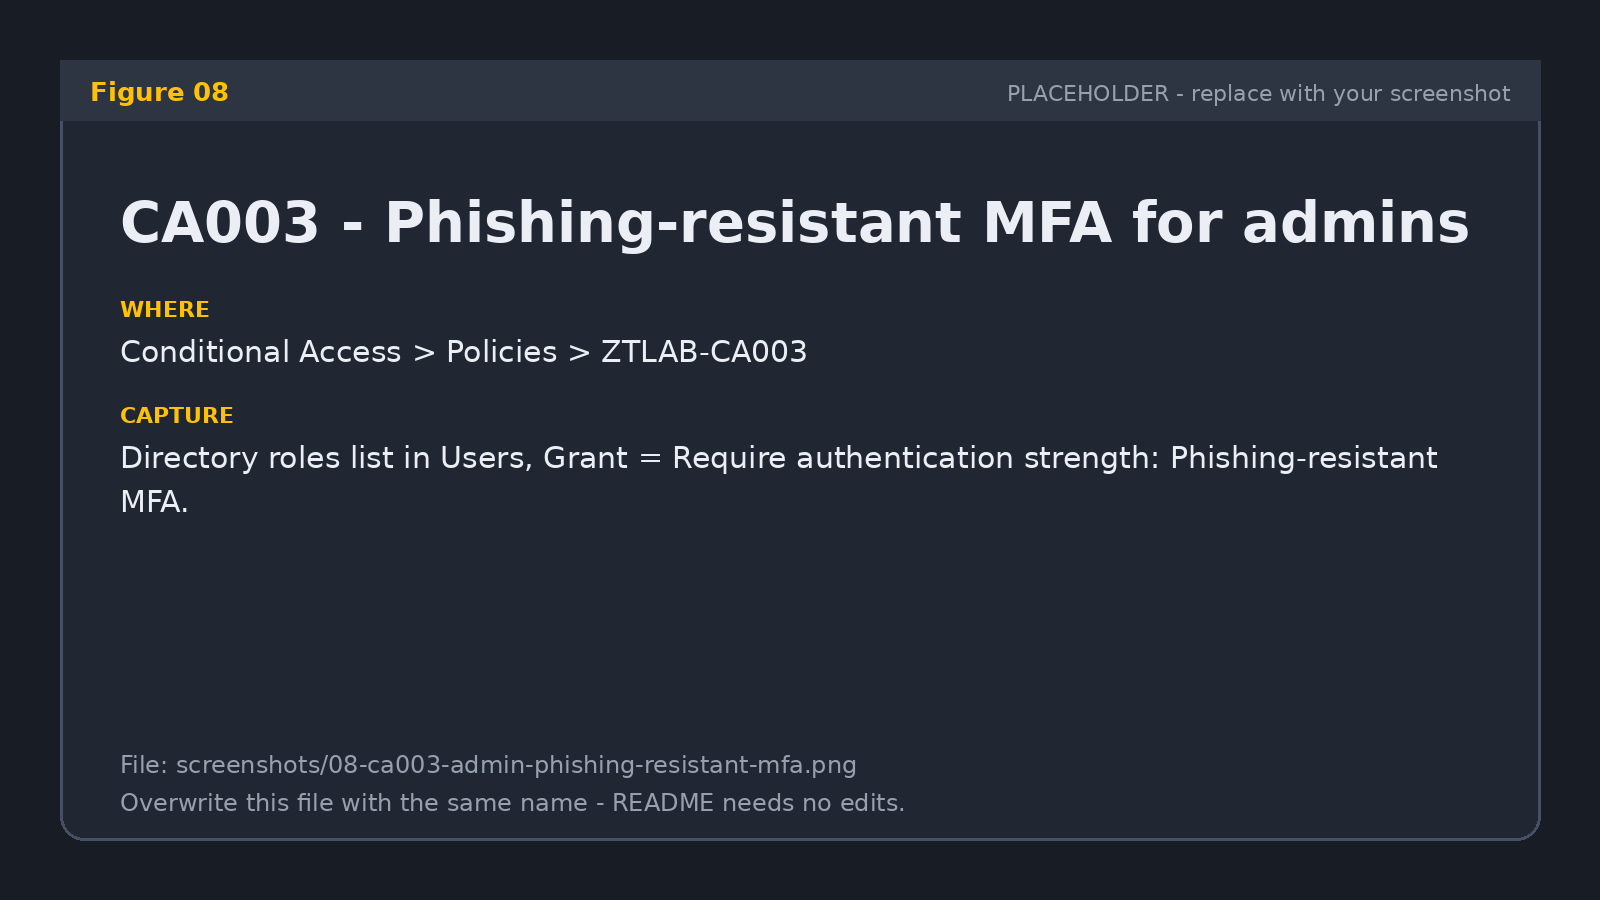 Figure 08
PLACEHOLDER - replace with your screenshot
CA003 - Phishing-resistant MFA for admins
WHERE
Conditional Access > Policies > ZTLAB-CA003
CAPTURE
Directory roles list in Users, Grant = Require authentication strength: Phishing-resistant
MFA.
File: screenshots/08-ca003-admin-phishing-resistant-mfa.png
Overwrite this file with the same name - README needs no edits.